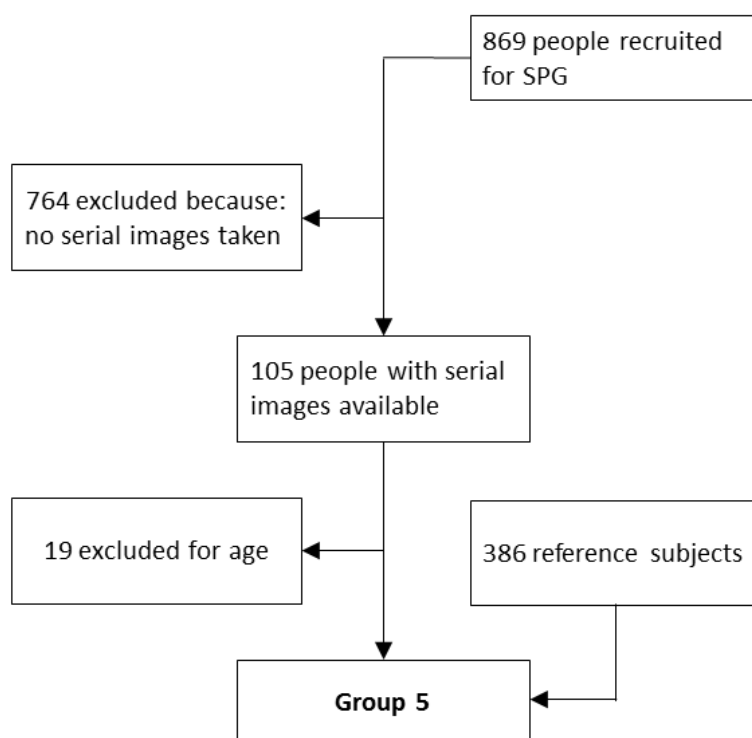 869 people recruited
for SPG
764 excluded because:
no serial images taken
105 people with serial
images available
19 excluded for age
386 reference subjects
Group 5